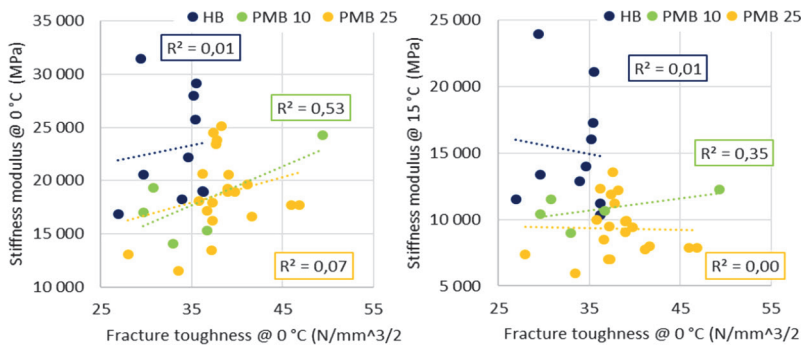 HB PMB 10 PMB 25
35 000
30 000
25 000
20 000
15 000
10 000
25 35 45 55
Stiffness modulus @ 0 °C (MPa)
Fracture toughness @ 0 °C (N/mm^3/2
R² = 0,01
R² = 0,53
R² = 0,07
HB PMB 10 PMB 25
25 000
20 000
15 000
10 000
5 000
25 35 45 55
Stiffness modulus @ 15 °C (MPa)
Fracture toughness @ 0 °C (N/mm^3/2
R² = 0,01
R² = 0,35
R² = 0,00